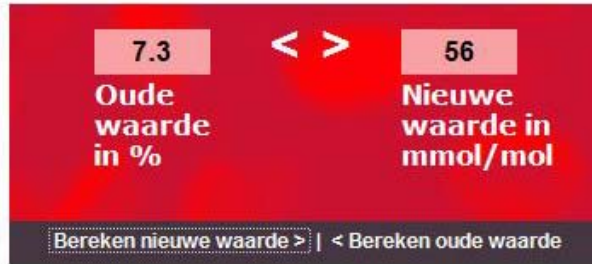 7.3 < > 56
Oude waarde in %
Nieuwe waarde in mmol/mol
Bereken nieuwe waarde > | < Bereken oude waarde